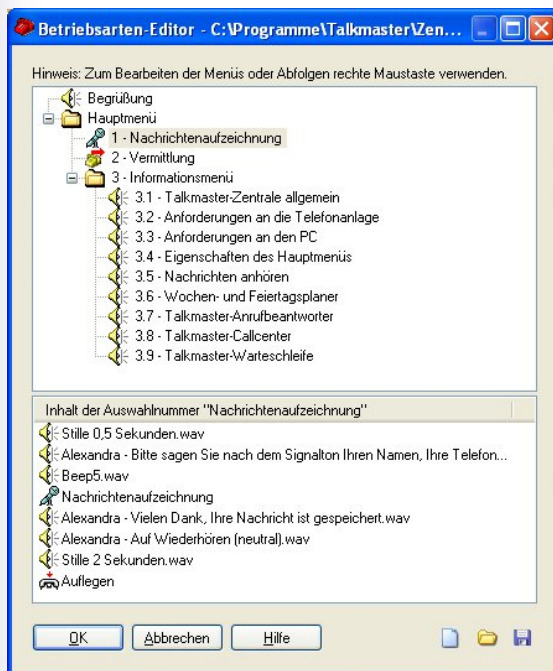 Betriebsarten-Editor - C:\Programme\Talkmaster\Zen...
Hinweis: Zum Bearbeiten der Menüs oder Abfolgen rechte Maustaste verwenden.
Begrüßung
Hauptmenü
1 - Nachrichtenaufzeichnung
2 - Vermittlung
3 - Informationsmenü
3.1 - Talkmaster-Zentrale allgemein
3.2 - Anforderungen an die Telefonanlage
3.3 - Anforderungen an den PC
3.4 - Eigenschaften des Hauptmenüs
3.5 - Nachrichten anhören
3.6 - Wochen- und Feiertagsplaner
3.7 - Talkmaster-Anrufbeantworter
3.8 - Talkmaster-Callcenter
3.9 - Talkmaster-Warteschleife
Inhalt der Auswahlnummer "Nachrichtenaufzeichnung"
Stille 0,5 Sekunden.wav
Alexandra - Bitte sagen Sie nach dem Signalton Ihren Namen, Ihre Telefon...
Beep5.wav
Nachrichtenaufzeichnung
Alexandra - Vielen Dank, Ihre Nachricht ist gespeichert.wav
Alexandra - Auf Wiederhören (neutral).wav
Stille 2 Sekunden.wav
Auflegen
OK Abbrechen Hilfe